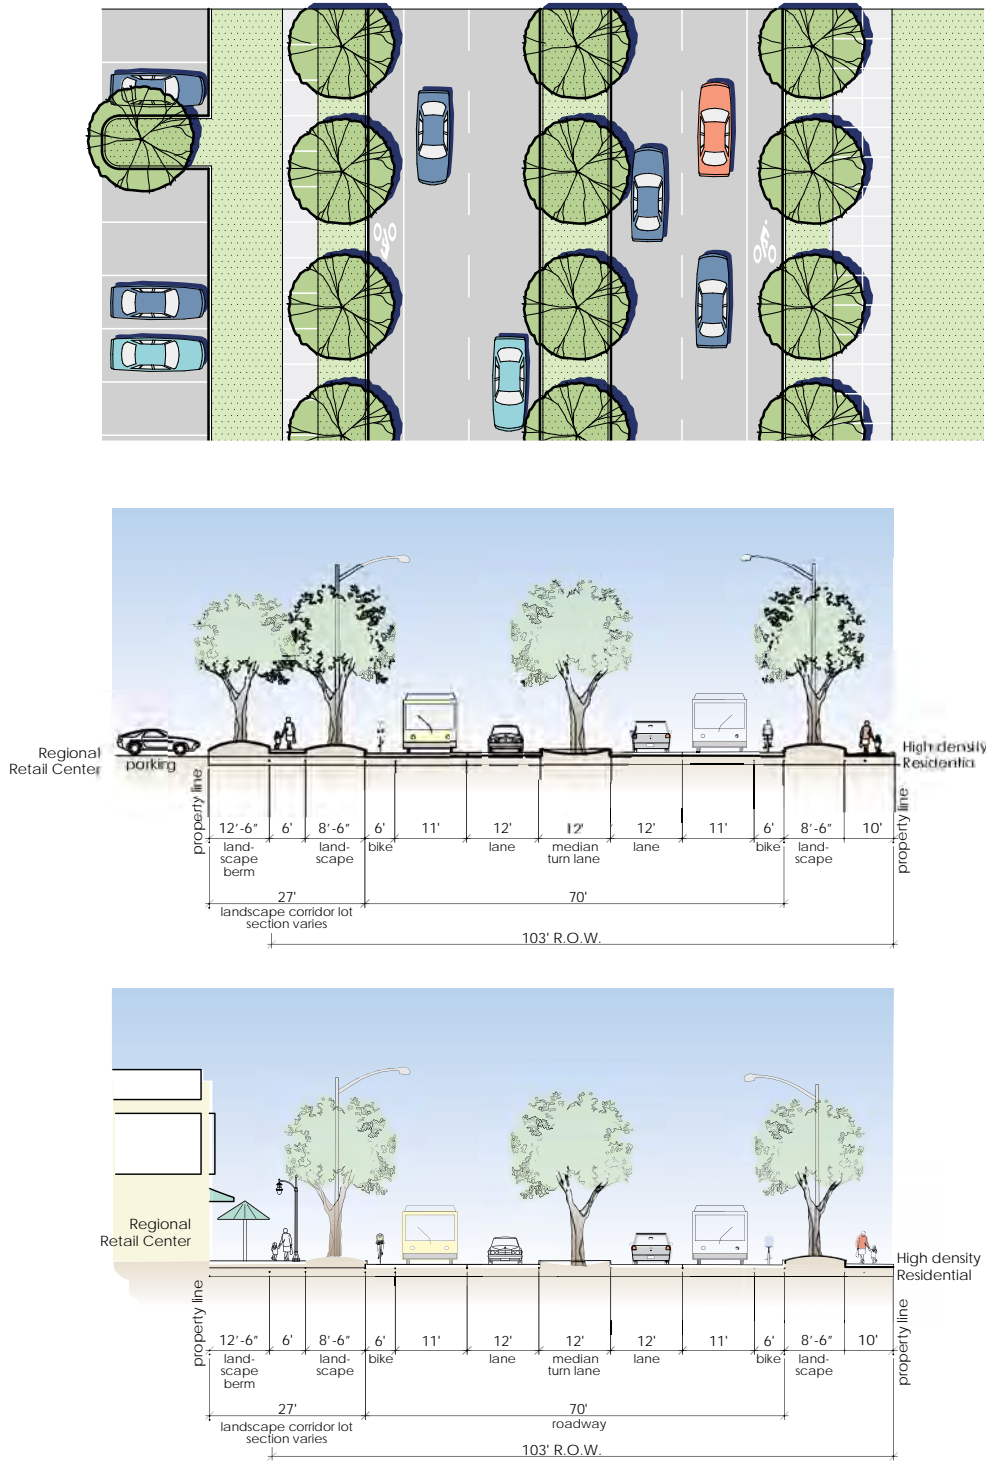 Regional
Retail Center
parking
High density
Residential
property line
12'-6" 6' 8'-6" 6' 11' 12' 12' 12' 11' 6' 8'-6" 10'
property line
land-
scape
berm
land-
scape
bike
lane
median
turn lane
lane
bike
land-
scape
27'
70'
landscape corridor lot
section varies
103' R.O.W.
Regional
Retail Center
High density
Residential
property line
12'-6" 6' 8'-6" 6' 11' 12' 12' 12' 11' 6' 8'-6" 10'
property line
land-
scape
berm
land-
scape
bike
lane
median
turn lane
lane
bike
land-
scape
27'
70'
landscape corridor lot
section varies
roadway
103' R.O.W.